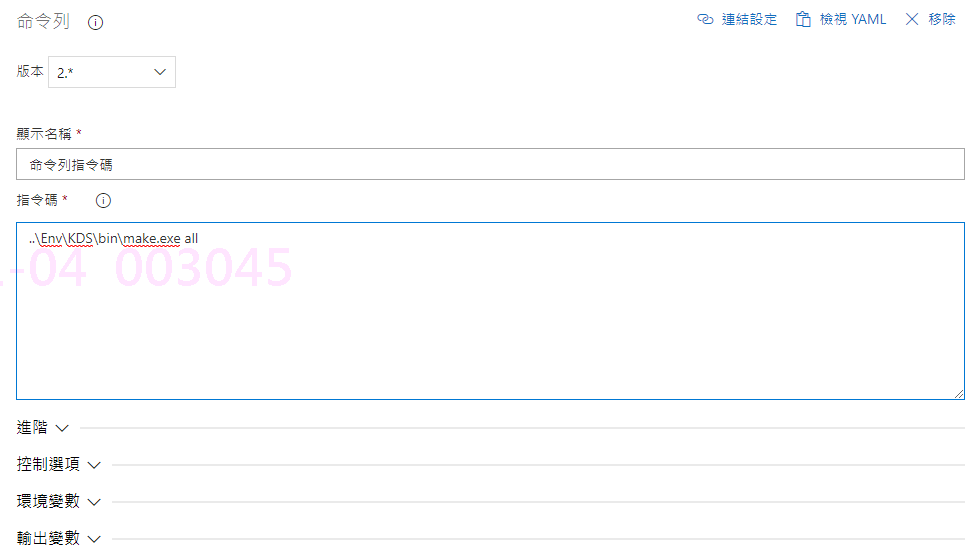 命令列
連結設定 檢視 YAML 移除
版本 2.*
顯示名稱 *
命令列指令碼
指令碼 *
..\Env\KDS\bin\make.exe all
-04 003045
進階
控制選項
環境變數
輸出變數